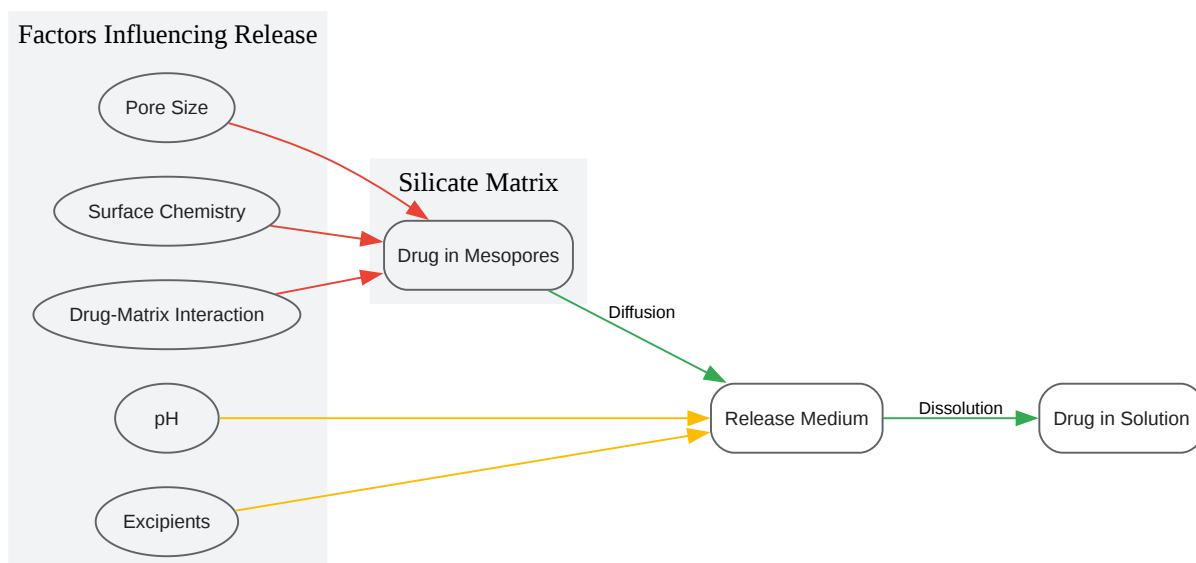 Factors Influencing Release
Pore Size
Surface Chemistry
Drug-Matrix Interaction
pH
Excipients
Silicate Matrix
Drug in Mesopores
Diffusion
Release Medium
Dissolution
Drug in Solution